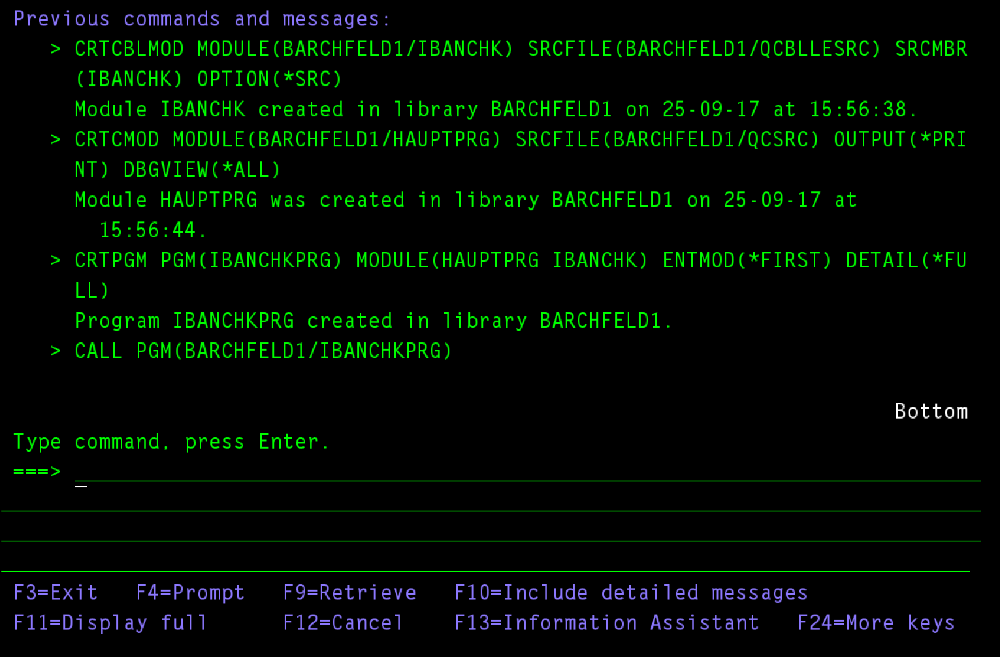 Previous commands and messages:
> CRTCBLMOD MODULE(BARCHFELD1/IBANCHK) SRCFILE(BARCHFELD1/QCBLLESRC) SRCMBR
(IBANCHK) OPTION(*SRC)
Module IBANCHK created in library BARCHFELD1 on 25-09-17 at 15:56:38.
> CRTCMOD MODULE(BARCHFELD1/HAUPTPRG) SRCFILE(BARCHFELD1/QCSRC) OUTPUT(*PRI
NT) DBGVIEW(*ALL)
Module HAUPTPRG was created in library BARCHFELD1 on 25-09-17 at
15:56:44.
> CRTPGM PGM(IBANCHKPRG) MODULE(HAUPTPRG IBANCHK) ENTMOD(*FIRST) DETAIL(*FU
LL)
Program IBANCHKPRG created in library BARCHFELD1.
> CALL PGM(BARCHFELD1/IBANCHKPRG)
Bottom
Type command, press Enter.
===>
F3=Exit F4=Prompt F9=Retrieve F10=Include detailed messages
F11=Display full F12=Cancel F13=Information Assistant F24=More keys